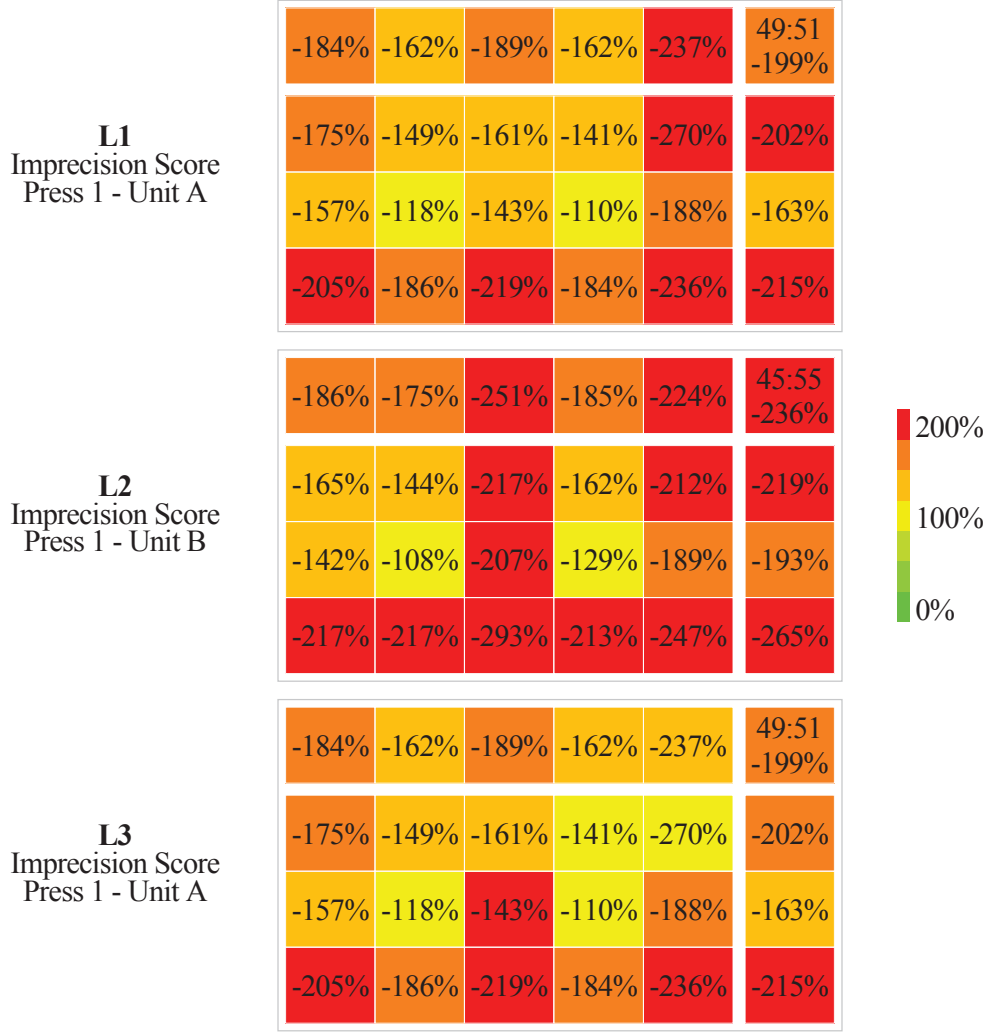 -184% -162% -189% -162% -237% 49:51
-199%
-175% -149% -161% -141% -270% -202%
L1
Imprecision Score
Press 1 - Unit A
-157% -118% -143% -110% -188% -163%
-205% -186% -219% -184% -236% -215%
-186% -175% -251% -185% -224% 45:55
-236%
-165% -144% -217% -162% -212% -219%
L2
Imprecision Score
Press 1 - Unit B
-142% -108% -207% -129% -189% -193%
-217% -217% -293% -213% -247% -265%
200%
100%
0%
-184% -162% -189% -162% -237% 49:51
-199%
-175% -149% -161% -141% -270% -202%
L3
Imprecision Score
Press 1 - Unit A
-157% -118% -143% -110% -188% -163%
-205% -186% -219% -184% -236% -215%